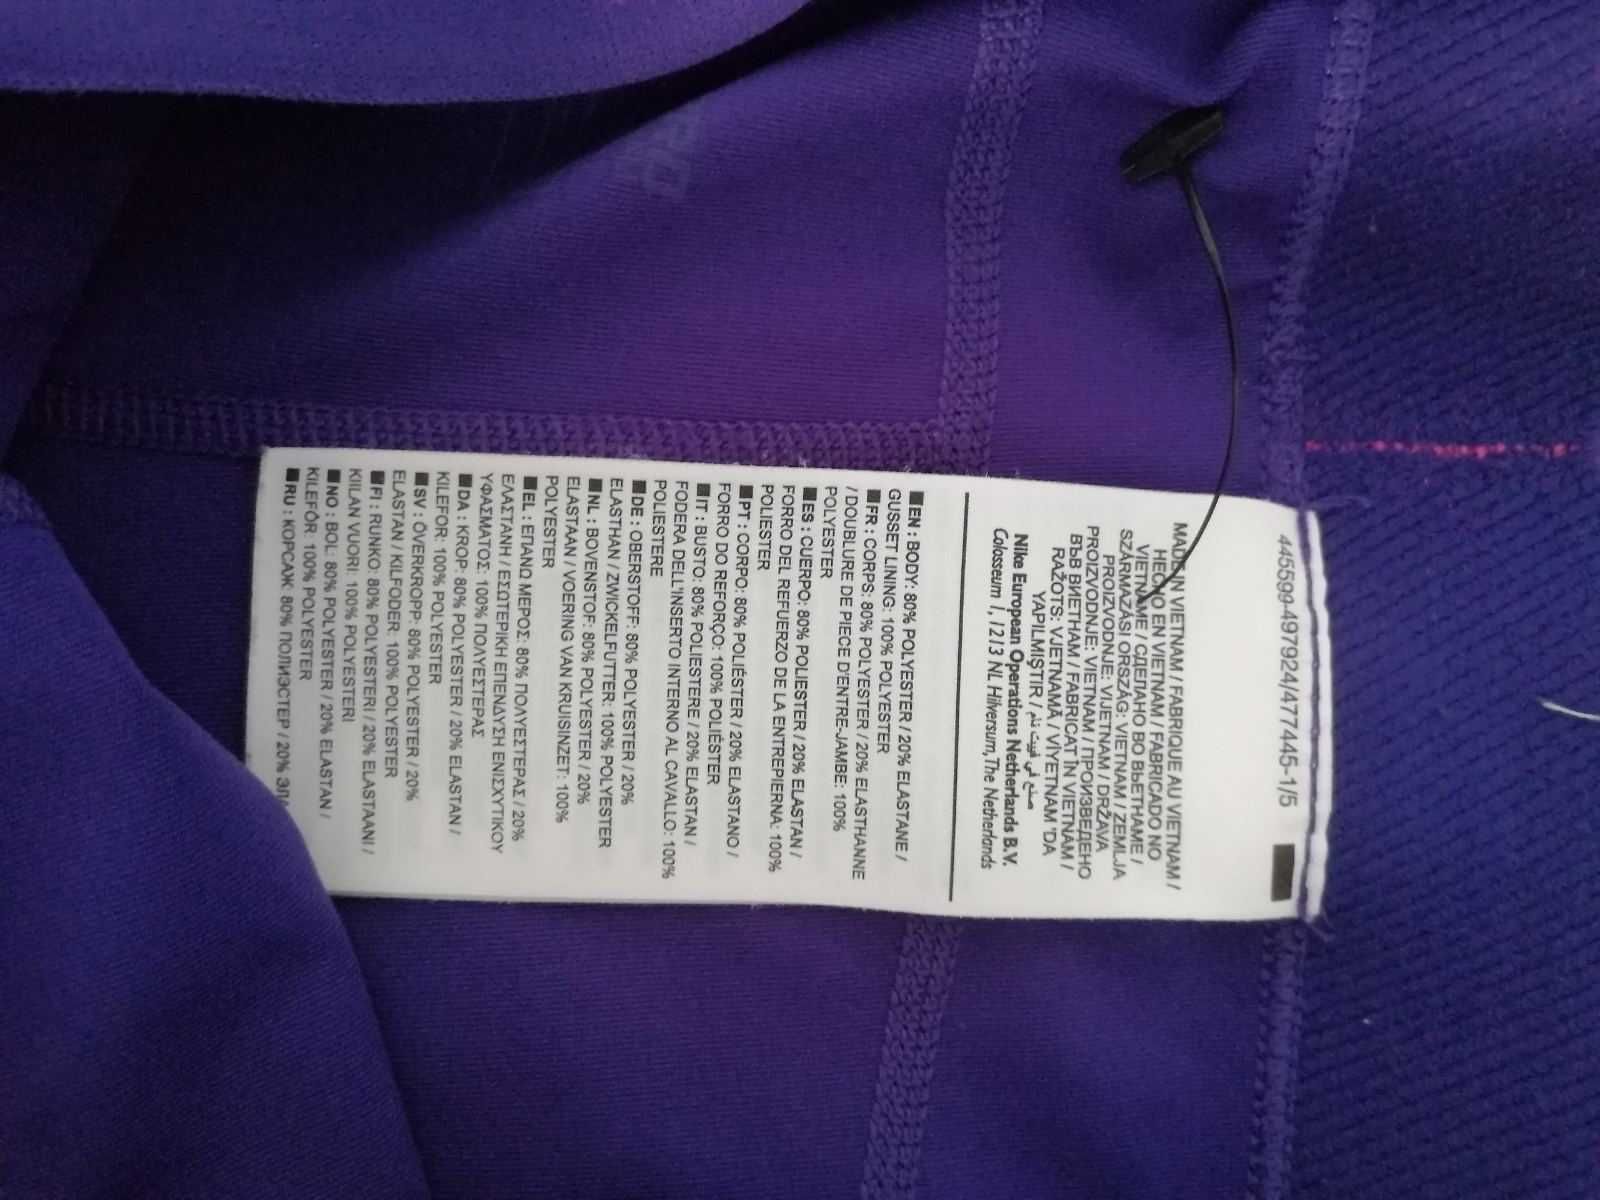 445599-497924/477445-1/5
MADE IN VIETNAM / FABRIQUE AU VIETNAM /
HECHO EN VIETNAM / FABRICADO NO
VIETNAME / СДЕЛАНО ВО ВЬЕТНАМЕ /
SZÁRMAZÁSI ORSZÁG: VIETNAM / ZEMLJA
PROIZVODNJE: VIJETNAM / DRŽAVA
PROIZVODNJE: VIETNAM / ПРОИЗВЕДЕНО
ВЪВ ВИЕТНАМ / FABRICAT ÎN VIETNAM /
RAŽOTS: VJETNAMĀ / VİYETNAM 'DA
YAPILMIŞTIR / صنع في فييت نام
Nike European Operations Netherlands B.V.
Colosseum 1, 1213 NL Hilversum, The Netherlands
EN : BODY: 80% POLYESTER / 20% ELASTANE /
GUSSET LINING: 100% POLYESTER
FR : CORPS: 80% POLYESTER / 20% ELASTHANNE
/ DOUBLURE DE PIECE D'ENTRE-JAMBE: 100%
POLYESTER
ES : CUERPO: 80% POLIESTER / 20% ELASTAN /
FORRO DEL REFUERZO DE LA ENTREPIERNA: 100%
POLIESTER
PT : CORPO: 80% POLIÉSTER / 20% ELASTANO /
FORRO DO REFORÇO: 100% POLIÉSTER
IT : BUSTO: 80% POLIESTERE / 20% ELASTAN /
FODERA DELL'INSERTO INTERNO AL CAVALLO: 100%
POLIESTERE
DE : OBERSTOFF: 80% POLYESTER / 20%
ELASTHAN / ZWICKELFUTTER: 100% POLYESTER
NL : BOVENSTOF: 80% POLYESTER / 20%
ELASTAAN / VOERING VAN KRUISINZET: 100%
POLYESTER
EL : ΕΠΑΝΩ ΜΕΡΟΣ: 80% ΠΟΛΥΕΣΤΕΡΑΣ / 20%
ΕΛΑΣΤΑΝΗ / ΕΣΩΤΕΡΙΚΗ ΕΠΕΝΔΥΣΗ ΕΝΙΣΧΥΤΙΚΟΥ
ΥΦΑΣΜΑΤΟΣ: 100% ΠΟΛΥΕΣΤΕΡΑΣ
DA : KROP: 80% POLYESTER / 20% ELASTAN /
KILEFOR: 100% POLYESTER
SV : ÖVERKROPP: 80% POLYESTER / 20%
ELASTAN / KILFODER: 100% POLYESTER
FI : RUNKO: 80% POLYESTERI / 20% ELASTAANI /
KIILAN VUORI: 100% POLYESTERI
NO : BOL: 80% POLYESTER / 20% ELASTAN /
KILEFÔR: 100% POLYESTER
RU : КОРСАЖ: 80% ПОЛИЭСТЕР / 20%